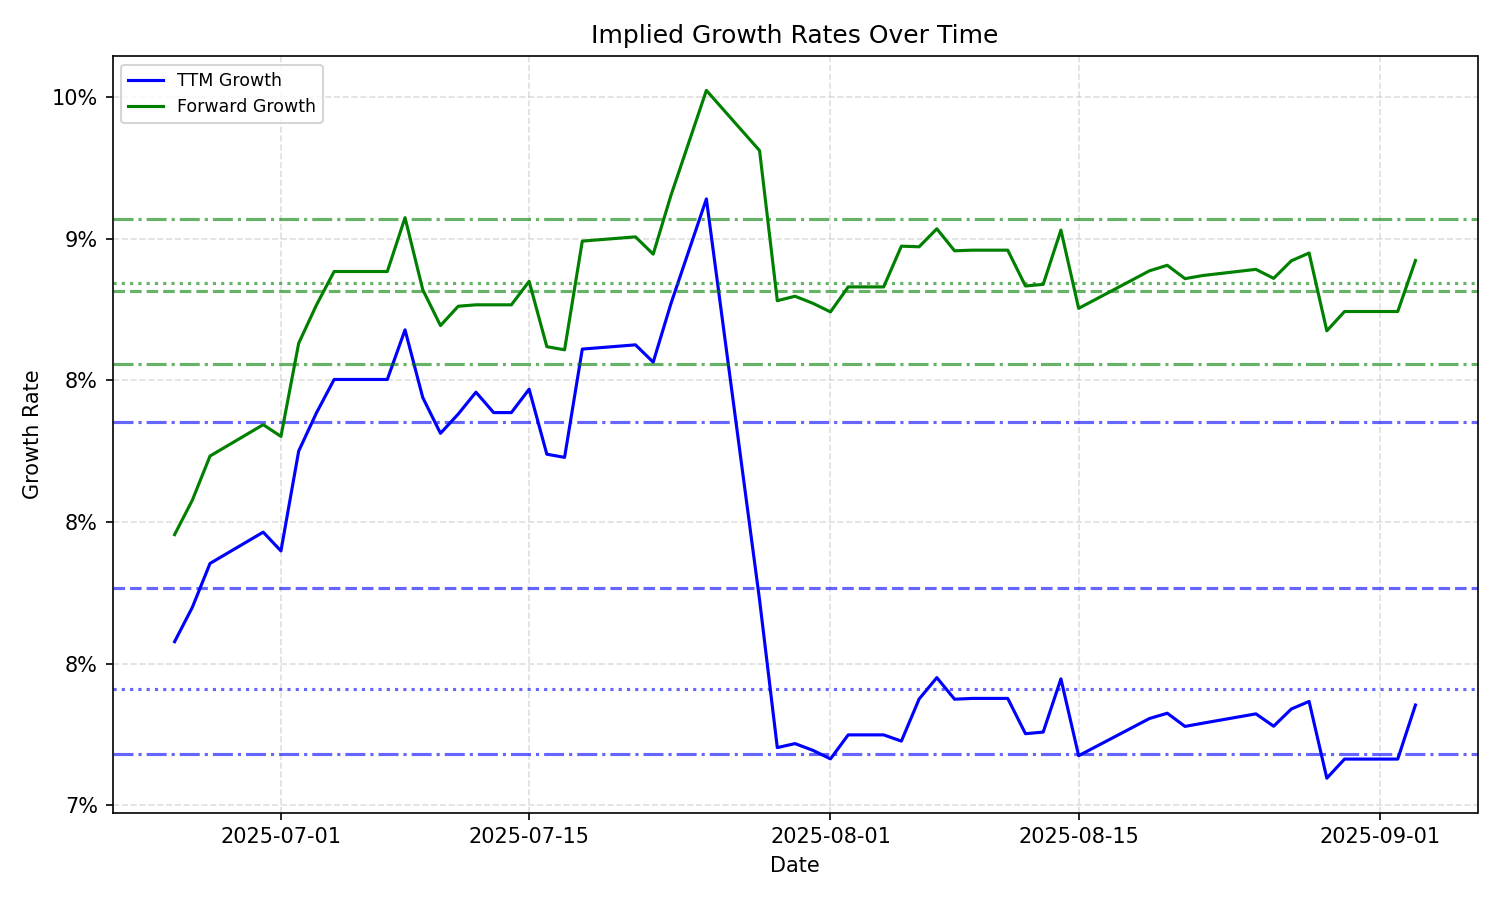 Implied Growth Rates Over Time
TTM Growth
Forward Growth
10%
9%
8%
8%
8%
7%
Growth Rate
2025-07-01
2025-07-15
2025-08-01
2025-08-15
2025-09-01
Date